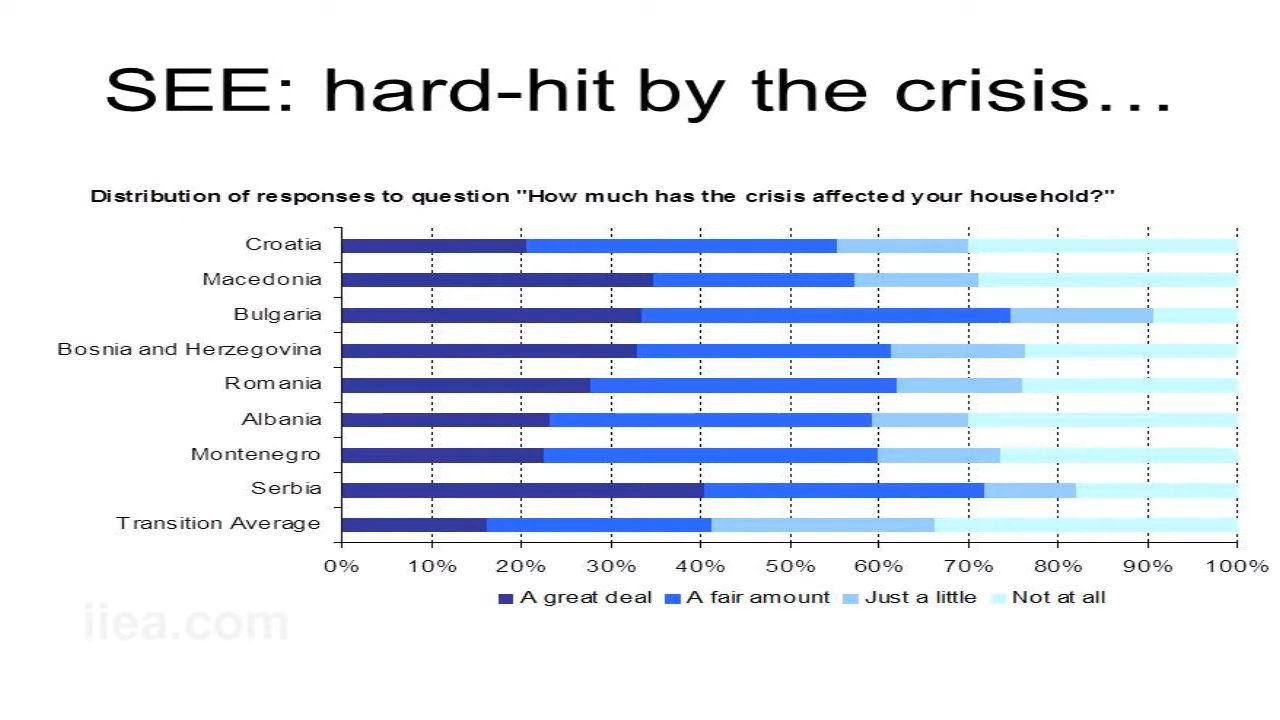 SEE: hard-hit by the crisis...
Distribution of responses to question "How much has the crisis affected your household?"
Croatia
Macedonia
Bulgaria
Bosnia and Herzegovina
Romania
Albania
Montenegro
Serbia
Transition Average
0% 10% 20% 30% 40% 50% 60% 70% 80% 90% 100%
A great deal A fair amount Just a little Not at all
iiea.com